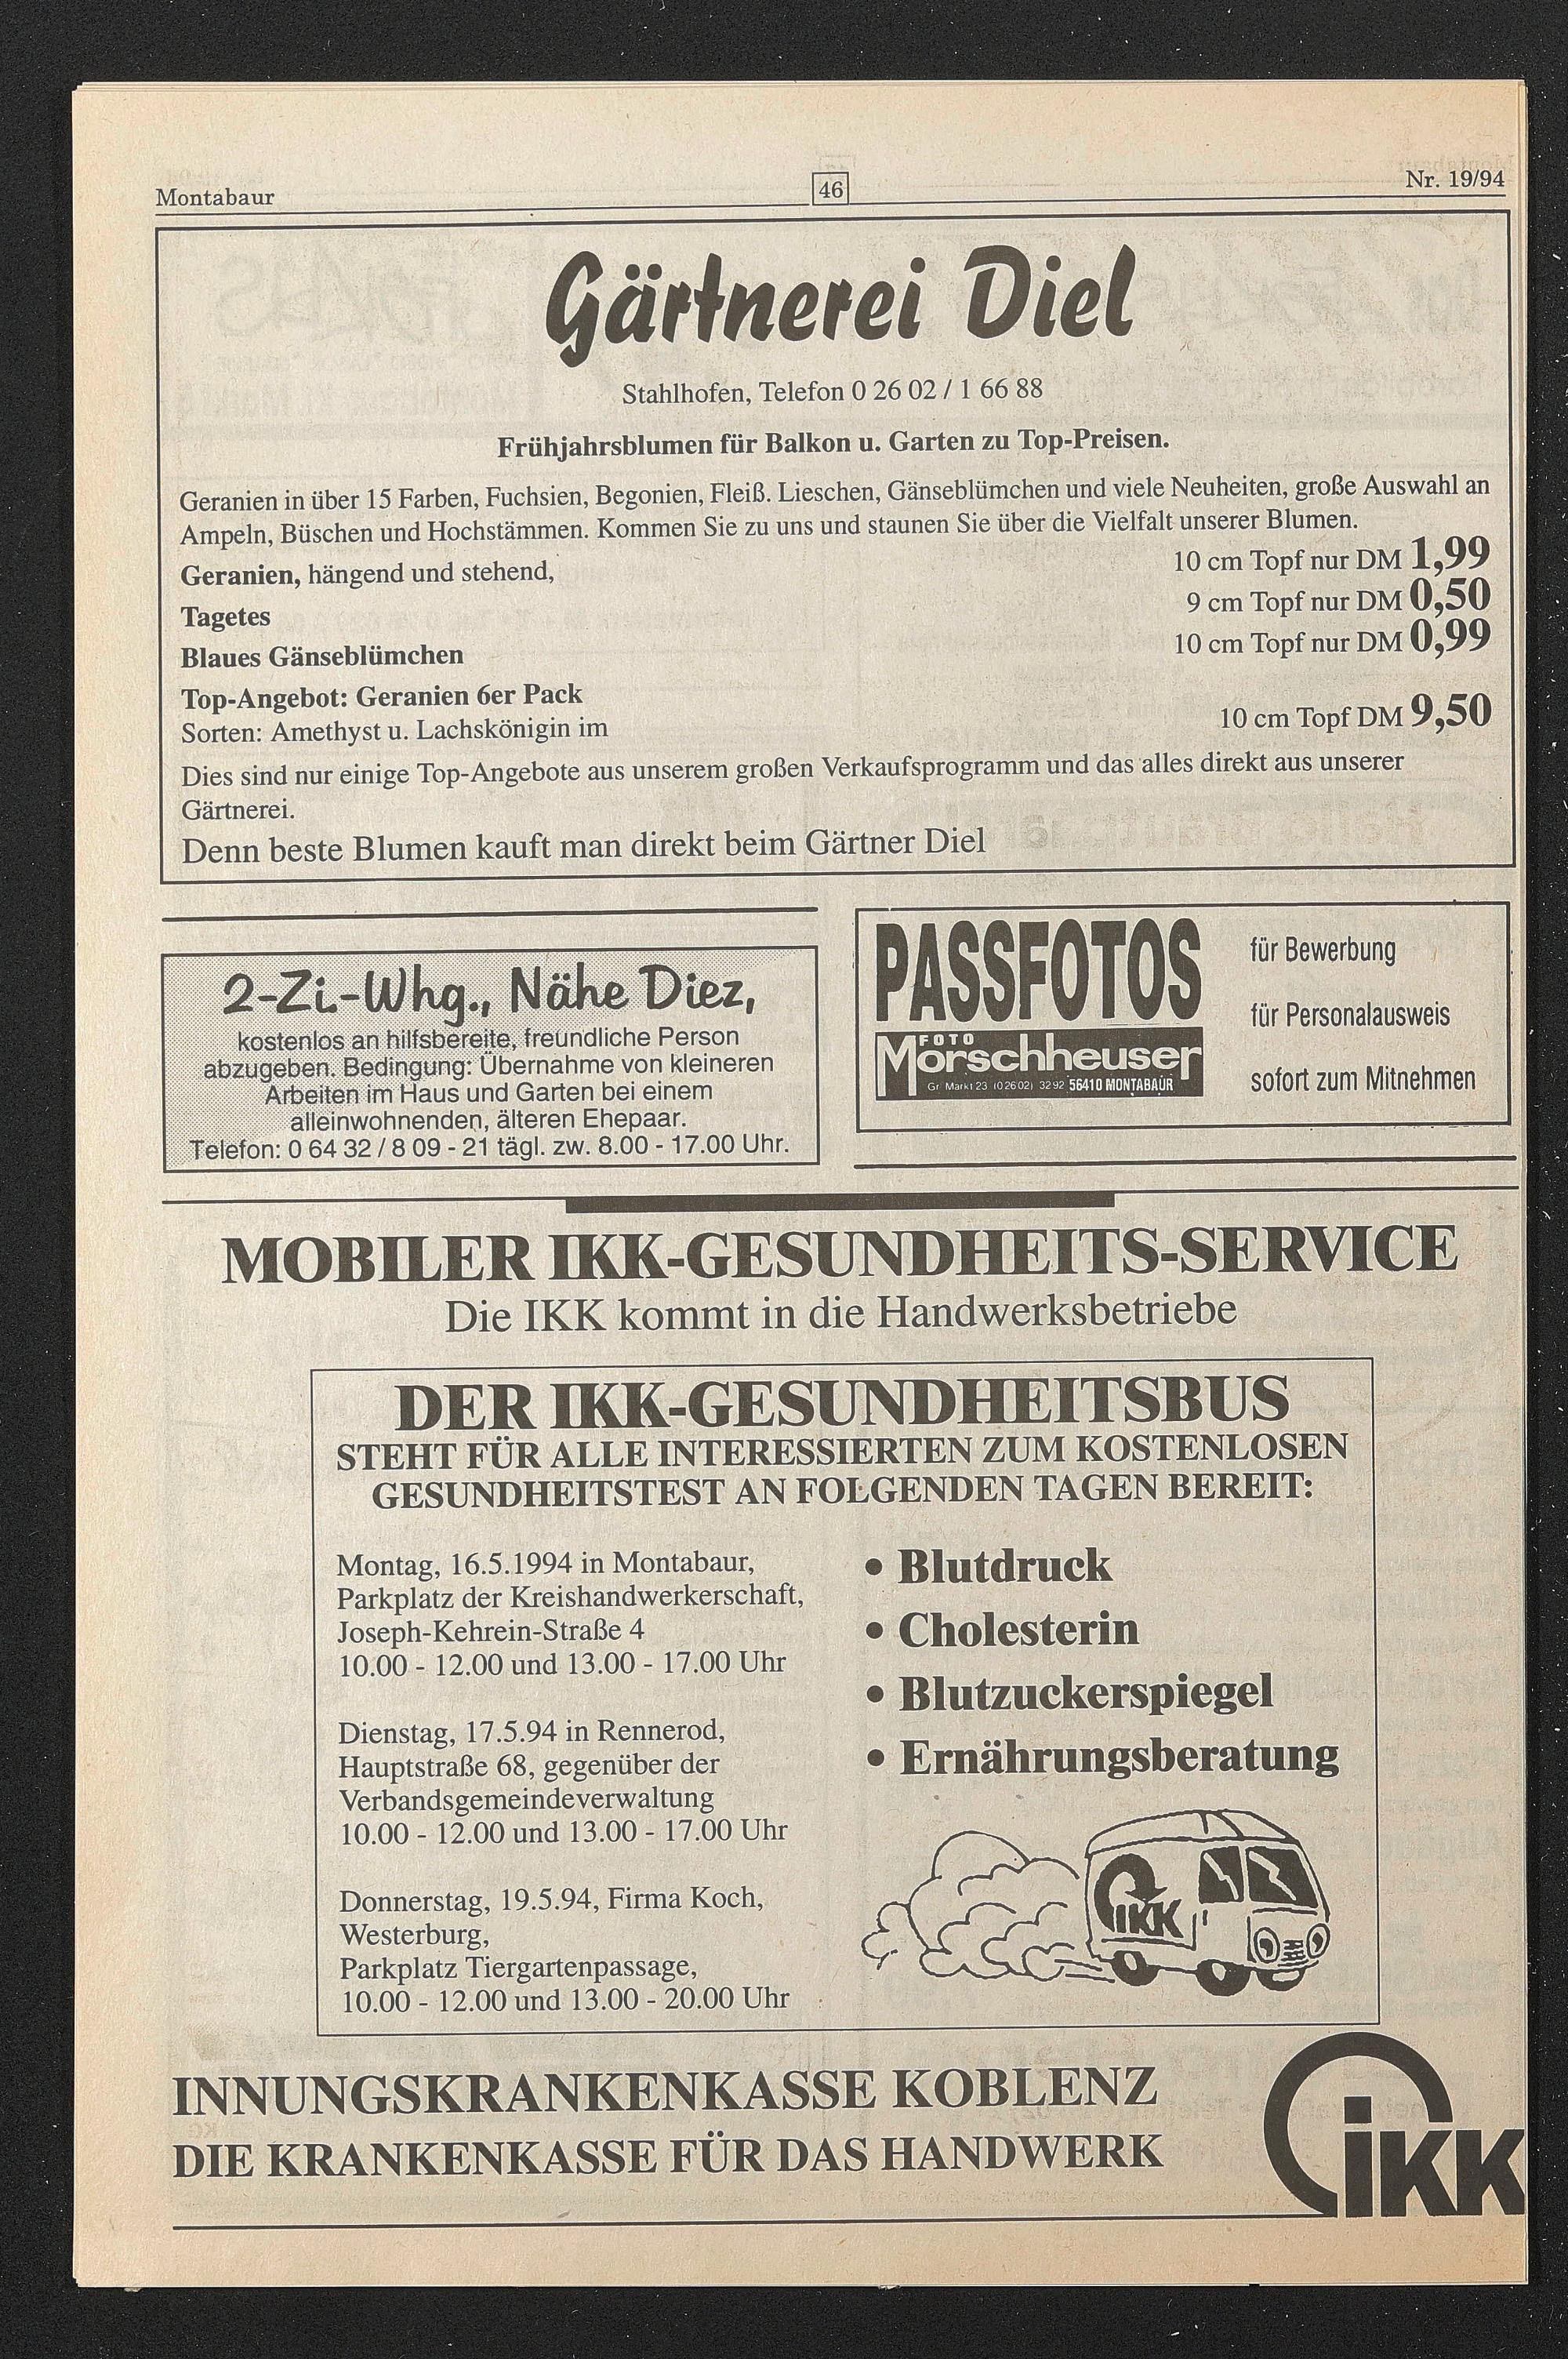 Montabaur
46
Nr. 19/94
Gärtnerei Diel
Stahlhofen, Telefon 0 26 02 / 1 66 88
Frühjahrsblumen für Balkon u. Garten zu Top-Preisen.
Geranien in über 15 Farben, Fuchsien, Begonien, Fleiß. Lieschen, Gänseblümchen und viele Neuheiten, große Auswahl an
Ampeln, Büschen und Hochstämmen. Kommen Sie zu uns und staunen Sie über die Vielfalt unserer Blumen.
Geranien, hängend und stehend, 10 cm Topf nur DM 1,99
Tagetes 9 cm Topf nur DM 0,50
Blaues Gänseblümchen 10 cm Topf nur DM 0,99
Top-Angebot: Geranien 6er Pack
Sorten: Amethyst u. Lachskönigin im 10 cm Topf DM 9,50
Dies sind nur einige Top-Angebote aus unserem großen Verkaufsprogramm und das alles direkt aus unserer
Gärtnerei.
Denn beste Blumen kauft man direkt beim Gärtner Diel
2-Zi.-Whg., Nähe Diez,
kostenlos an hilfsbereite, freundliche Person
abzugeben. Bedingung: Übernahme von kleineren
Arbeiten im Haus und Garten bei einem
alleinwohnenden, älteren Ehepaar.
Telefon: 0 64 32 / 8 09 - 21 tägl. zw. 8.00 - 17.00 Uhr.
PASSFOTOS
FOTO
Morschheuser
Gr. Markt 23 (02602) 3292 56410 MONTABAUR
für Bewerbung
für Personalausweis
sofort zum Mitnehmen
MOBILER IKK-GESUNDHEITS-SERVICE
Die IKK kommt in die Handwerksbetriebe
DER IKK-GESUNDHEITSBUS
STEHT FÜR ALLE INTERESSIERTEN ZUM KOSTENLOSEN
GESUNDHEITSTEST AN FOLGENDEN TAGEN BEREIT:
Montag, 16.5.1994 in Montabaur,
Parkplatz der Kreishandwerkerschaft,
Joseph-Kehrein-Straße 4
10.00 - 12.00 und 13.00 - 17.00 Uhr
Dienstag, 17.5.94 in Rennerod,
Hauptstraße 68, gegenüber der
Verbandsgemeindeverwaltung
10.00 - 12.00 und 13.00 - 17.00 Uhr
Donnerstag, 19.5.94, Firma Koch,
Westerburg,
Parkplatz Tiergartenpassage,
10.00 - 12.00 und 13.00 - 20.00 Uhr
• Blutdruck
• Cholesterin
• Blutzuckerspiegel
• Ernährungsberatung
IKK
INNUNGSKRANKENKASSE KOBLENZ
DIE KRANKENKASSE FÜR DAS HANDWERK
iKK